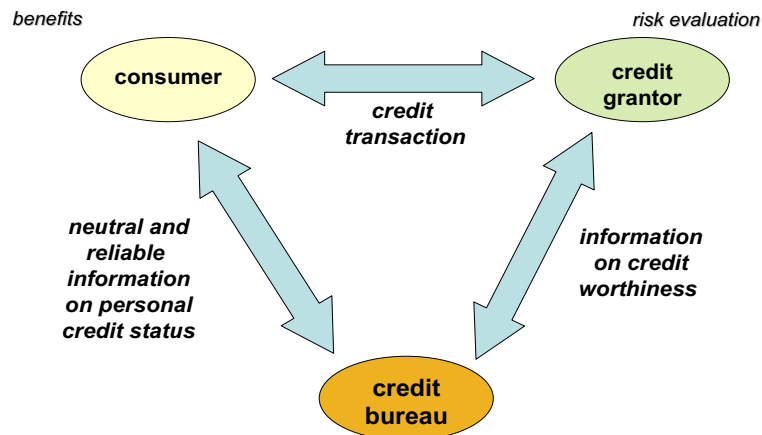 benefits
risk evaluation
consumer
credit
grantor
credit
transaction
neutral and
reliable
information
on personal
credit status
information
on credit
worthiness
credit
bureau